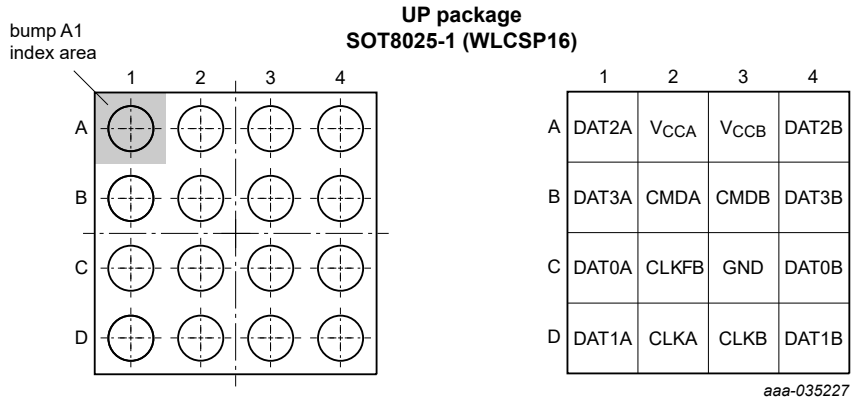 UP package
SOT8025-1 (WLCSP16)
bump A1
index area
1 2 3 4
A
B
C
D
1 2 3 4
A DAT2A VCCA VCCB DAT2B
B DAT3A CMDA CMDB DAT3B
C DAT0A CLKFB GND DAT0B
D DAT1A CLKA CLKB DAT1B
aaa-035227